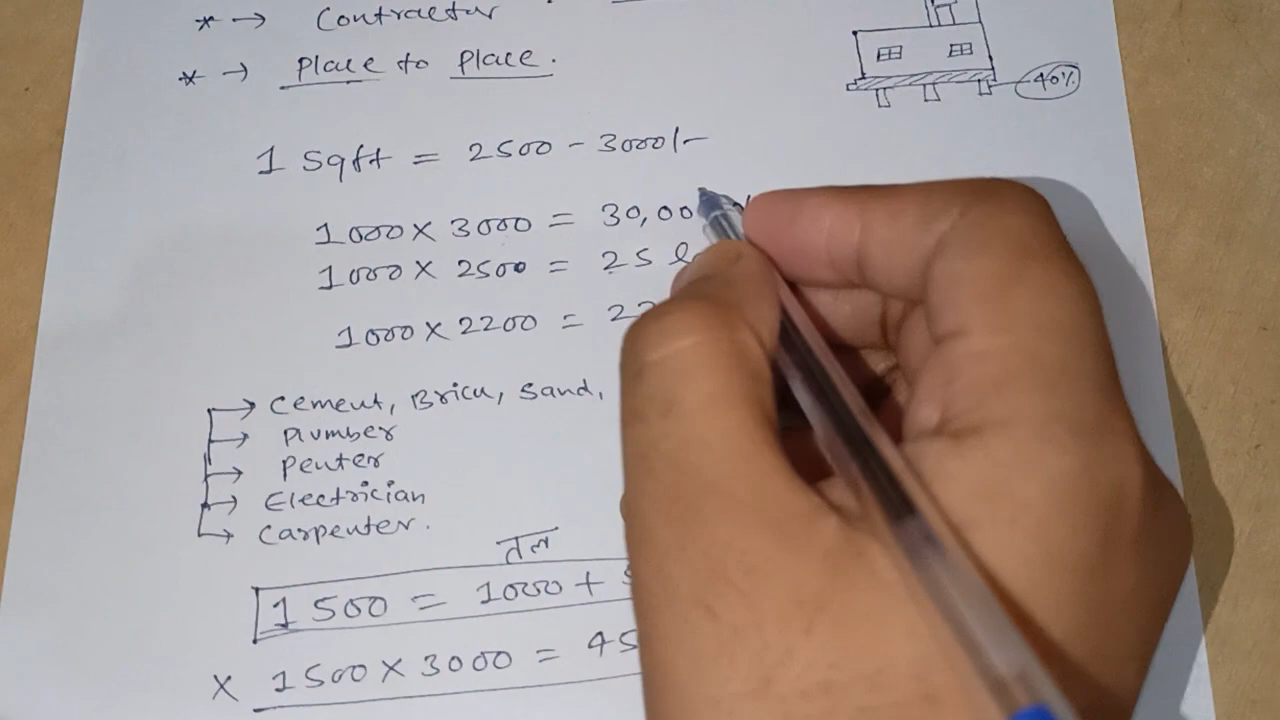 * → Contractor
* → Place to Place.
40%
1 Sqft = 2500 - 3000/-
1000 × 3000 = 30,00
1000 × 2500 = 25 l
1000 × 2200 = 22
→ Cement, Brick, Sand,
→ Plumber
→ Penter
→ Electrician
→ Carpenter.
तल
1500 = 1000 +
× 1500 × 3000 = 45